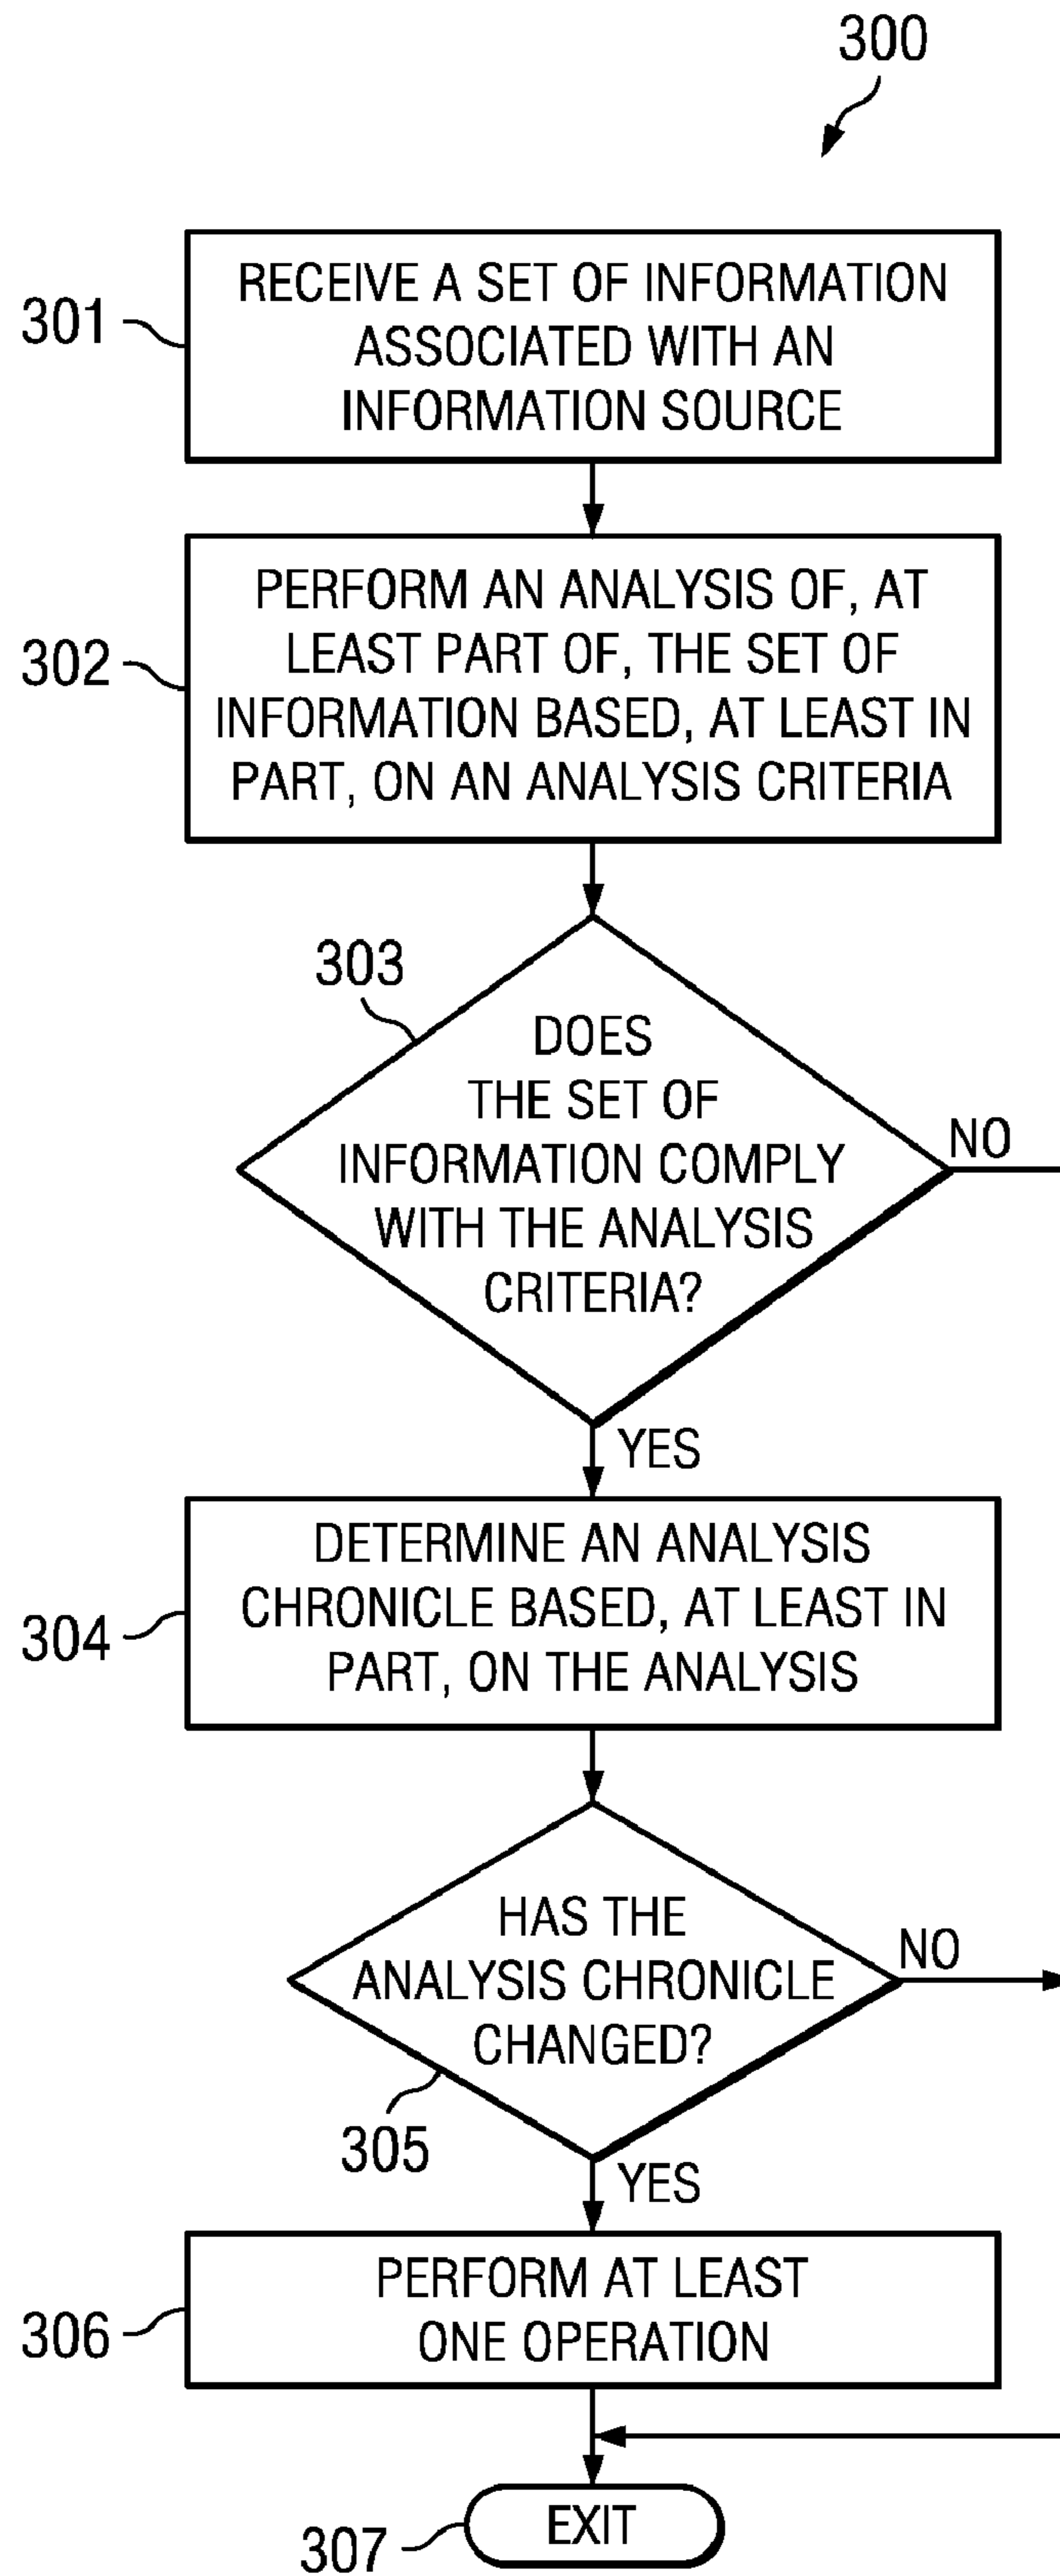 300
301
RECEIVE A SET OF INFORMATION
ASSOCIATED WITH AN
INFORMATION SOURCE
302
PERFORM AN ANALYSIS OF, AT
LEAST PART OF, THE SET OF
INFORMATION BASED, AT LEAST IN
PART, ON AN ANALYSIS CRITERIA
303
DOES
THE SET OF
INFORMATION COMPLY
WITH THE ANALYSIS
CRITERIA?
NO
YES
304
DETERMINE AN ANALYSIS
CHRONICLE BASED, AT LEAST IN
PART, ON THE ANALYSIS
HAS THE
ANALYSIS CHRONICLE
CHANGED?
NO
305
YES
306
PERFORM AT LEAST
ONE OPERATION
307
EXIT